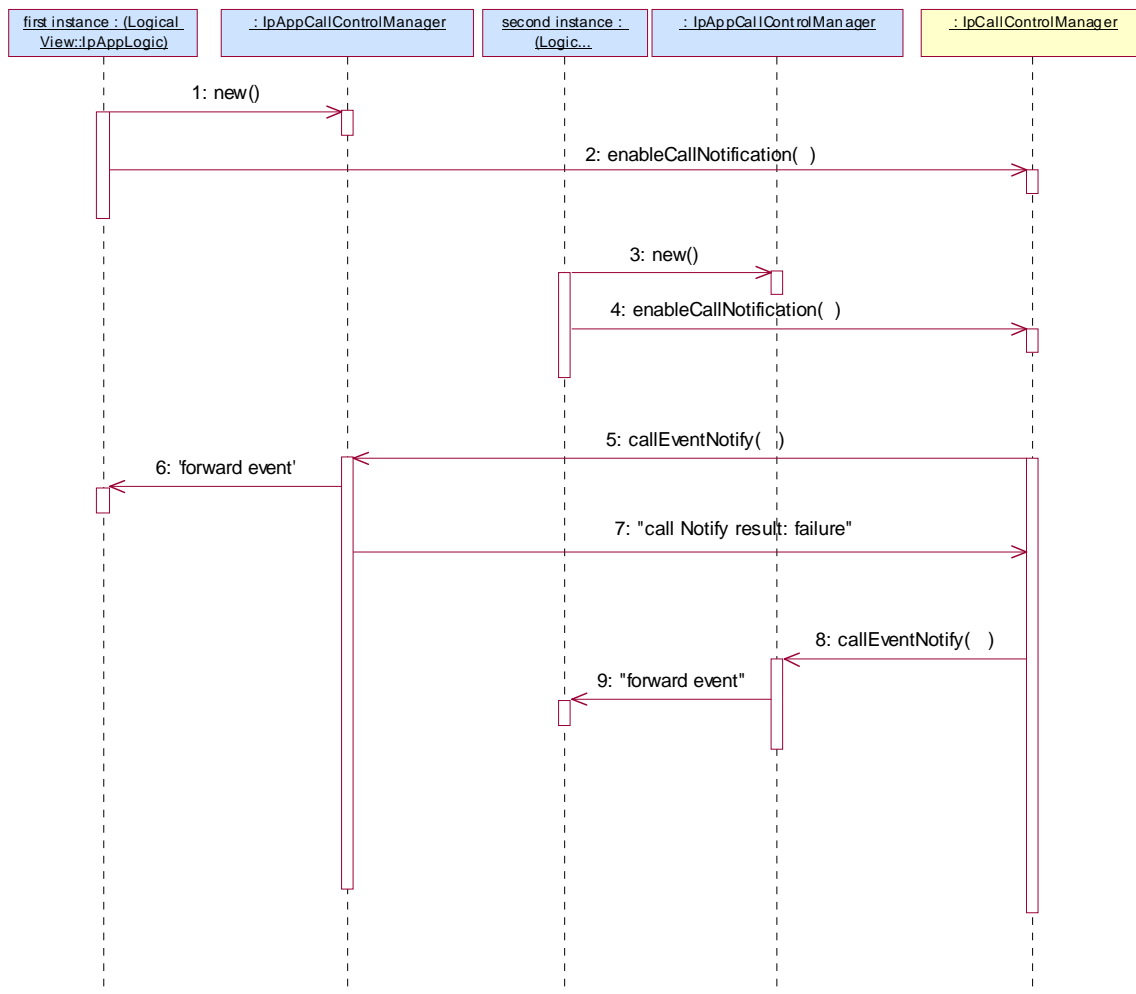 first instance : (Logical
View::IpAppLogic)
: IpAppCallControlManager
second instance :
(Logic...
: IpAppCallControlManager
: IpCallControlManager
1: new()
2: enableCallNotification(  )
3: new()
4: enableCallNotification(  )
5: callEventNotify(   )
6: 'forward event'
7: "call Notify result: failure"
8: callEventNotify(   )
9: "forward event"